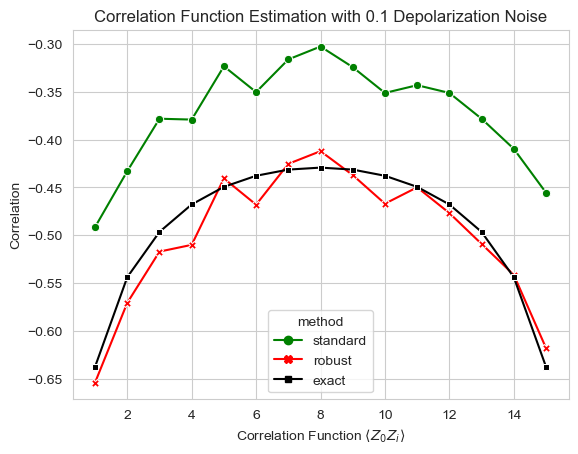 Correlation Function Estimation with 0.1 Depolarization Noise
Correlation
−0.30
−0.35
−0.40
−0.45
−0.50
−0.55
−0.60
−0.65
method
standard
robust
exact
2 4 6 8 10 12 14
Correlation Function ⟨Z₀Zᵢ⟩